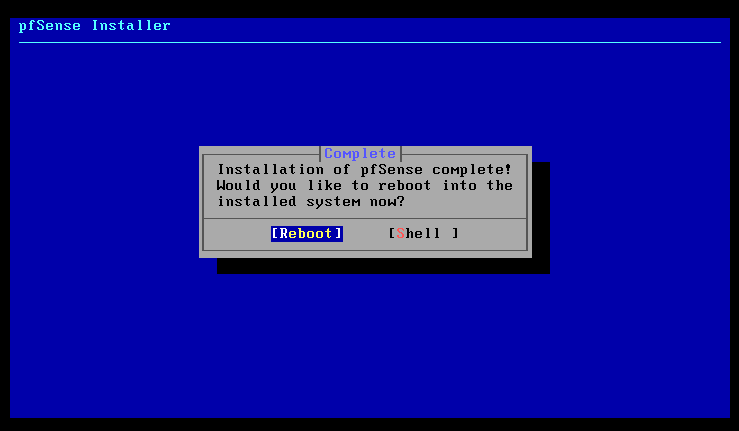 pfSense Installer
Complete
Installation of pfSense complete!
Would you like to reboot into the
installed system now?
[Reboot] [Shell ]